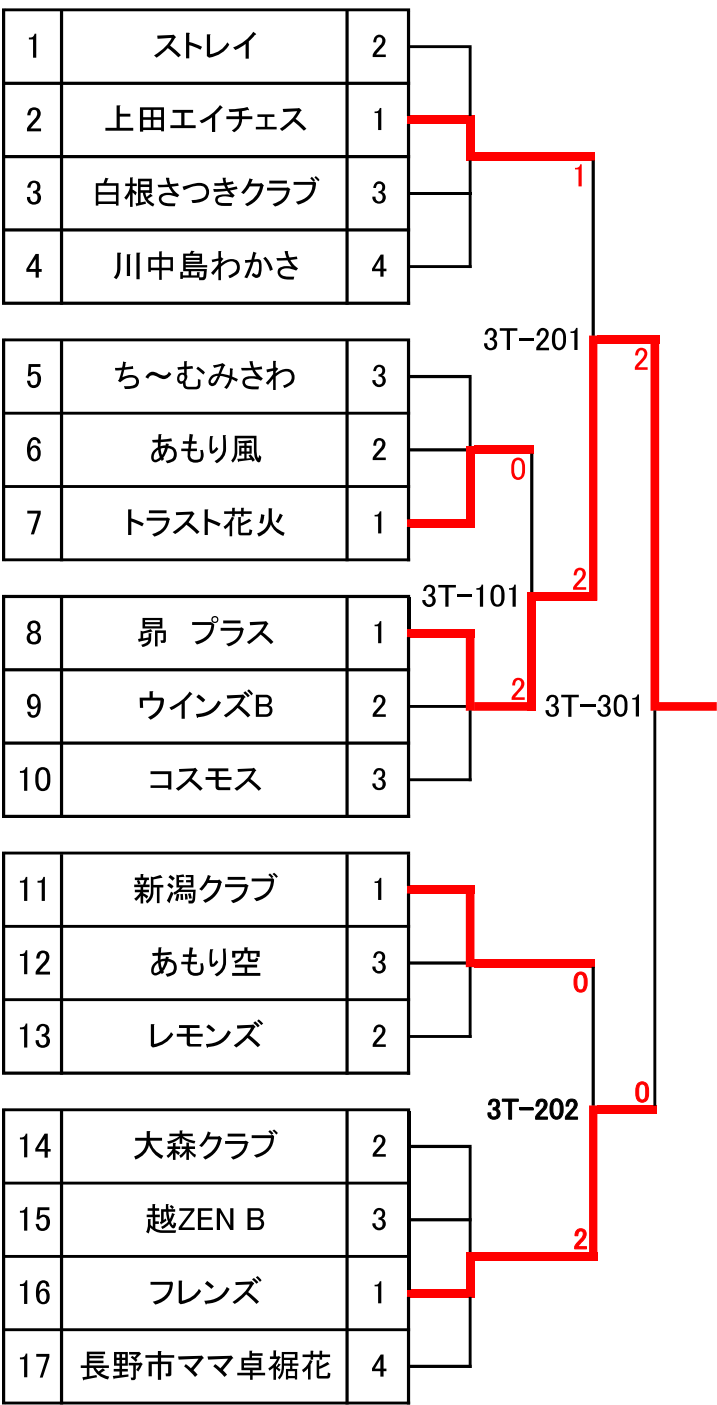 1 ストレイ 2
2 上田エイチェス 1
3 白根さつきクラブ 3
4 川中島わかさ 4
1
3T-201
2
5 ち～むみさわ 3
6 あもり風 2
7 トラスト花火 1
0
3T-101
2
8 昴　プラス 1
9 ウインズB 2
10 コスモス 3
2
3T-301
11 新潟クラブ 1
12 あもり空 3
13 レモンズ 2
0
3T-202
0
14 大森クラブ 2
15 越ZEN B 3
16 フレンズ 1
17 長野市ママ卓裾花 4
2